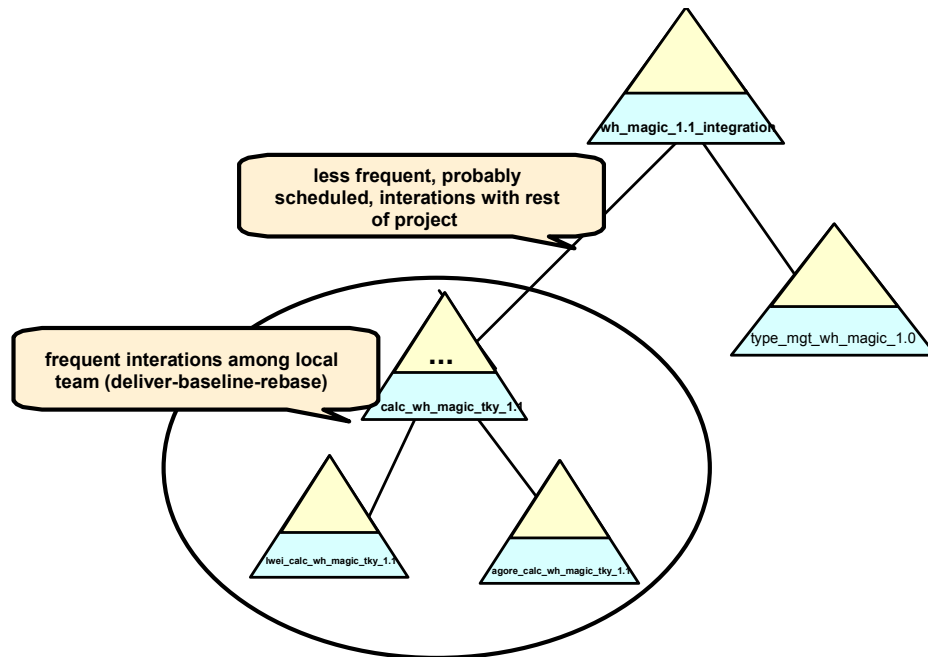 wh_magic_1.1_integration
less frequent, probably
scheduled, interations with rest
of project
type_mgt_wh_magic_1.0
...
frequent interations among local
team (deliver-baseline-rebase)
calc_wh_magic_tky_1.1
lwei_calc_wh_magic_tky_1.1
agore_calc_wh_magic_tky_1.1